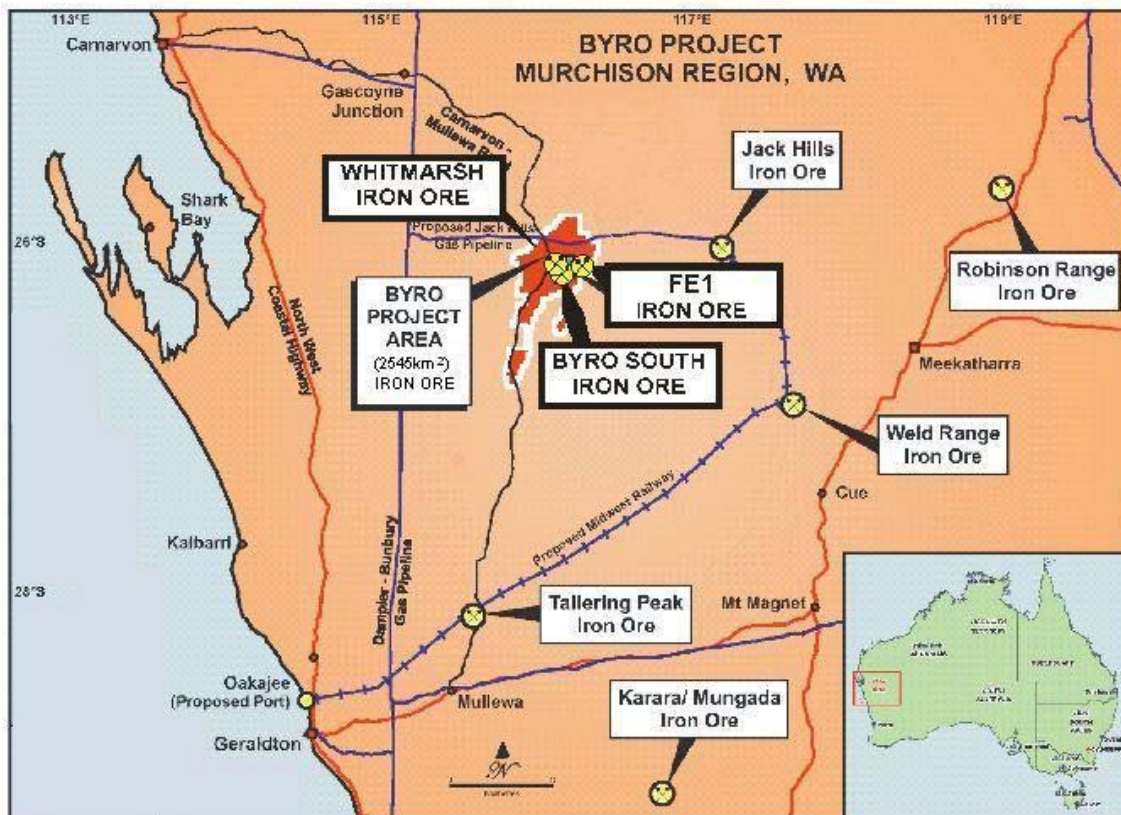 113°E
115°E
117°E
119°E
BYRO PROJECT
MURCHISON REGION, WA
Carnarvon
Gascoyne
Junction
Carnarvon -
Mullewa
WHITMARSH
IRON ORE
Jack Hills
Iron Ore
Shark
Bay
26°S
Proposed Jack Hills
Gas Pipeline
Robinson Range
Iron Ore
BYRO
PROJECT
AREA
(2545km²)
IRON ORE
FE1
IRON ORE
BYRO SOUTH
IRON ORE
North West
Coastal Highway
Meekatharra
Weld Range
Iron Ore
Cue
Proposed Midwest Railway
Kalbarri
Dampier - Bunbury
Gas Pipeline
28°S
Tallering Peak
Iron Ore
Mt Magnet
Oakajee
(Proposed Port)
Mullewa
Karara/ Mungada
Iron Ore
Geraldton
N